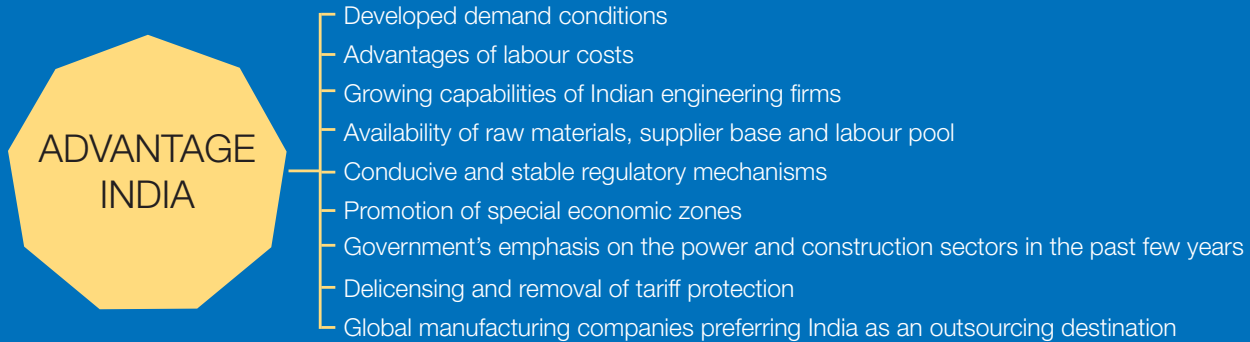 ADVANTAGE
INDIA
Developed demand conditions
Advantages of labour costs
Growing capabilities of Indian engineering firms
Availability of raw materials, supplier base and labour pool
Conducive and stable regulatory mechanisms
Promotion of special economic zones
Government’s emphasis on the power and construction sectors in the past few years
Delicensing and removal of tariff protection
Global manufacturing companies preferring India as an outsourcing destination